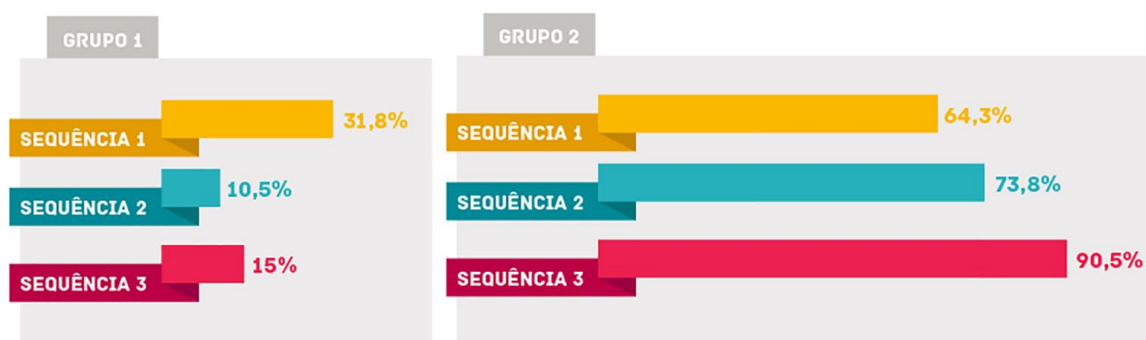 GRUPO 1
SEQUÊNCIA 1
31,8%
SEQUÊNCIA 2
10,5%
SEQUÊNCIA 3
15%
GRUPO 2
SEQUÊNCIA 1
64,3%
SEQUÊNCIA 2
73,8%
SEQUÊNCIA 3
90,5%